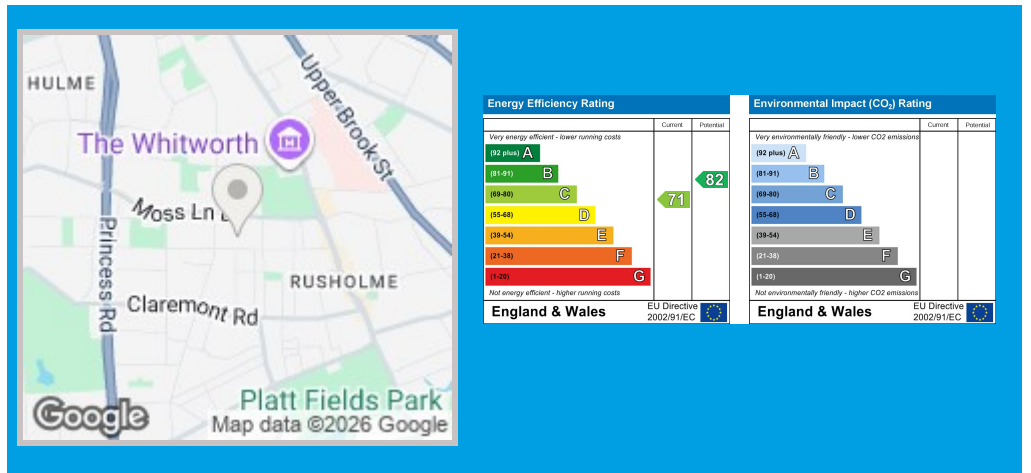 HULME
Upper Brook St
The Whitworth
Moss Ln
Princess Rd
RUSHOLME
Claremont Rd
Platt Fields Park
Google
Map data ©2026 Google
Energy Efficiency Rating
Current Potential
Very energy efficient - lower running costs
(92 plus) A
(81-91) B
(69-80) C
(55-68) D
(39-54) E
(21-38) F
(1-20) G
71
82
Not energy efficient - higher running costs
England & Wales
EU Directive
2002/91/EC
Environmental Impact (CO2) Rating
Current Potential
Very environmentally friendly - lower CO2 emissions
(92 plus) A
(81-91) B
(69-80) C
(55-68) D
(39-54) E
(21-38) F
(1-20) G
Not environmentally friendly - higher CO2 emissions
England & Wales
EU Directive
2002/91/EC